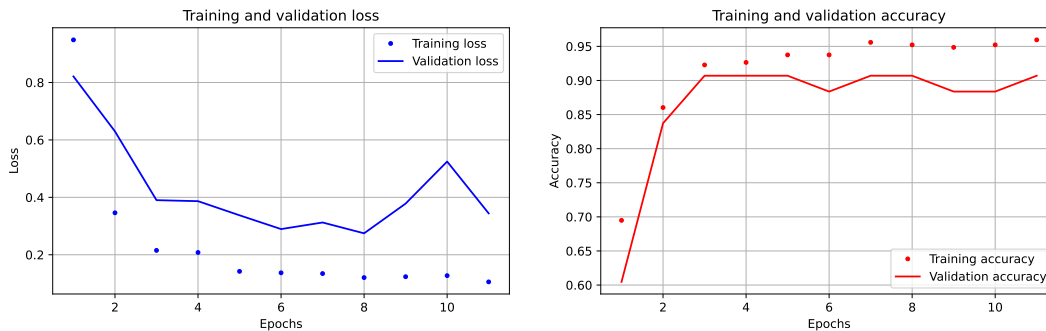 Training and validation loss
Training loss
Validation loss
0.8
0.6
0.4
0.2
Loss
2
4
6
8
10
Epochs
Training and validation accuracy
0.95
0.90
0.85
0.80
0.75
0.70
0.65
0.60
Accuracy
Training accuracy
Validation accuracy
2
4
6
8
10
Epochs